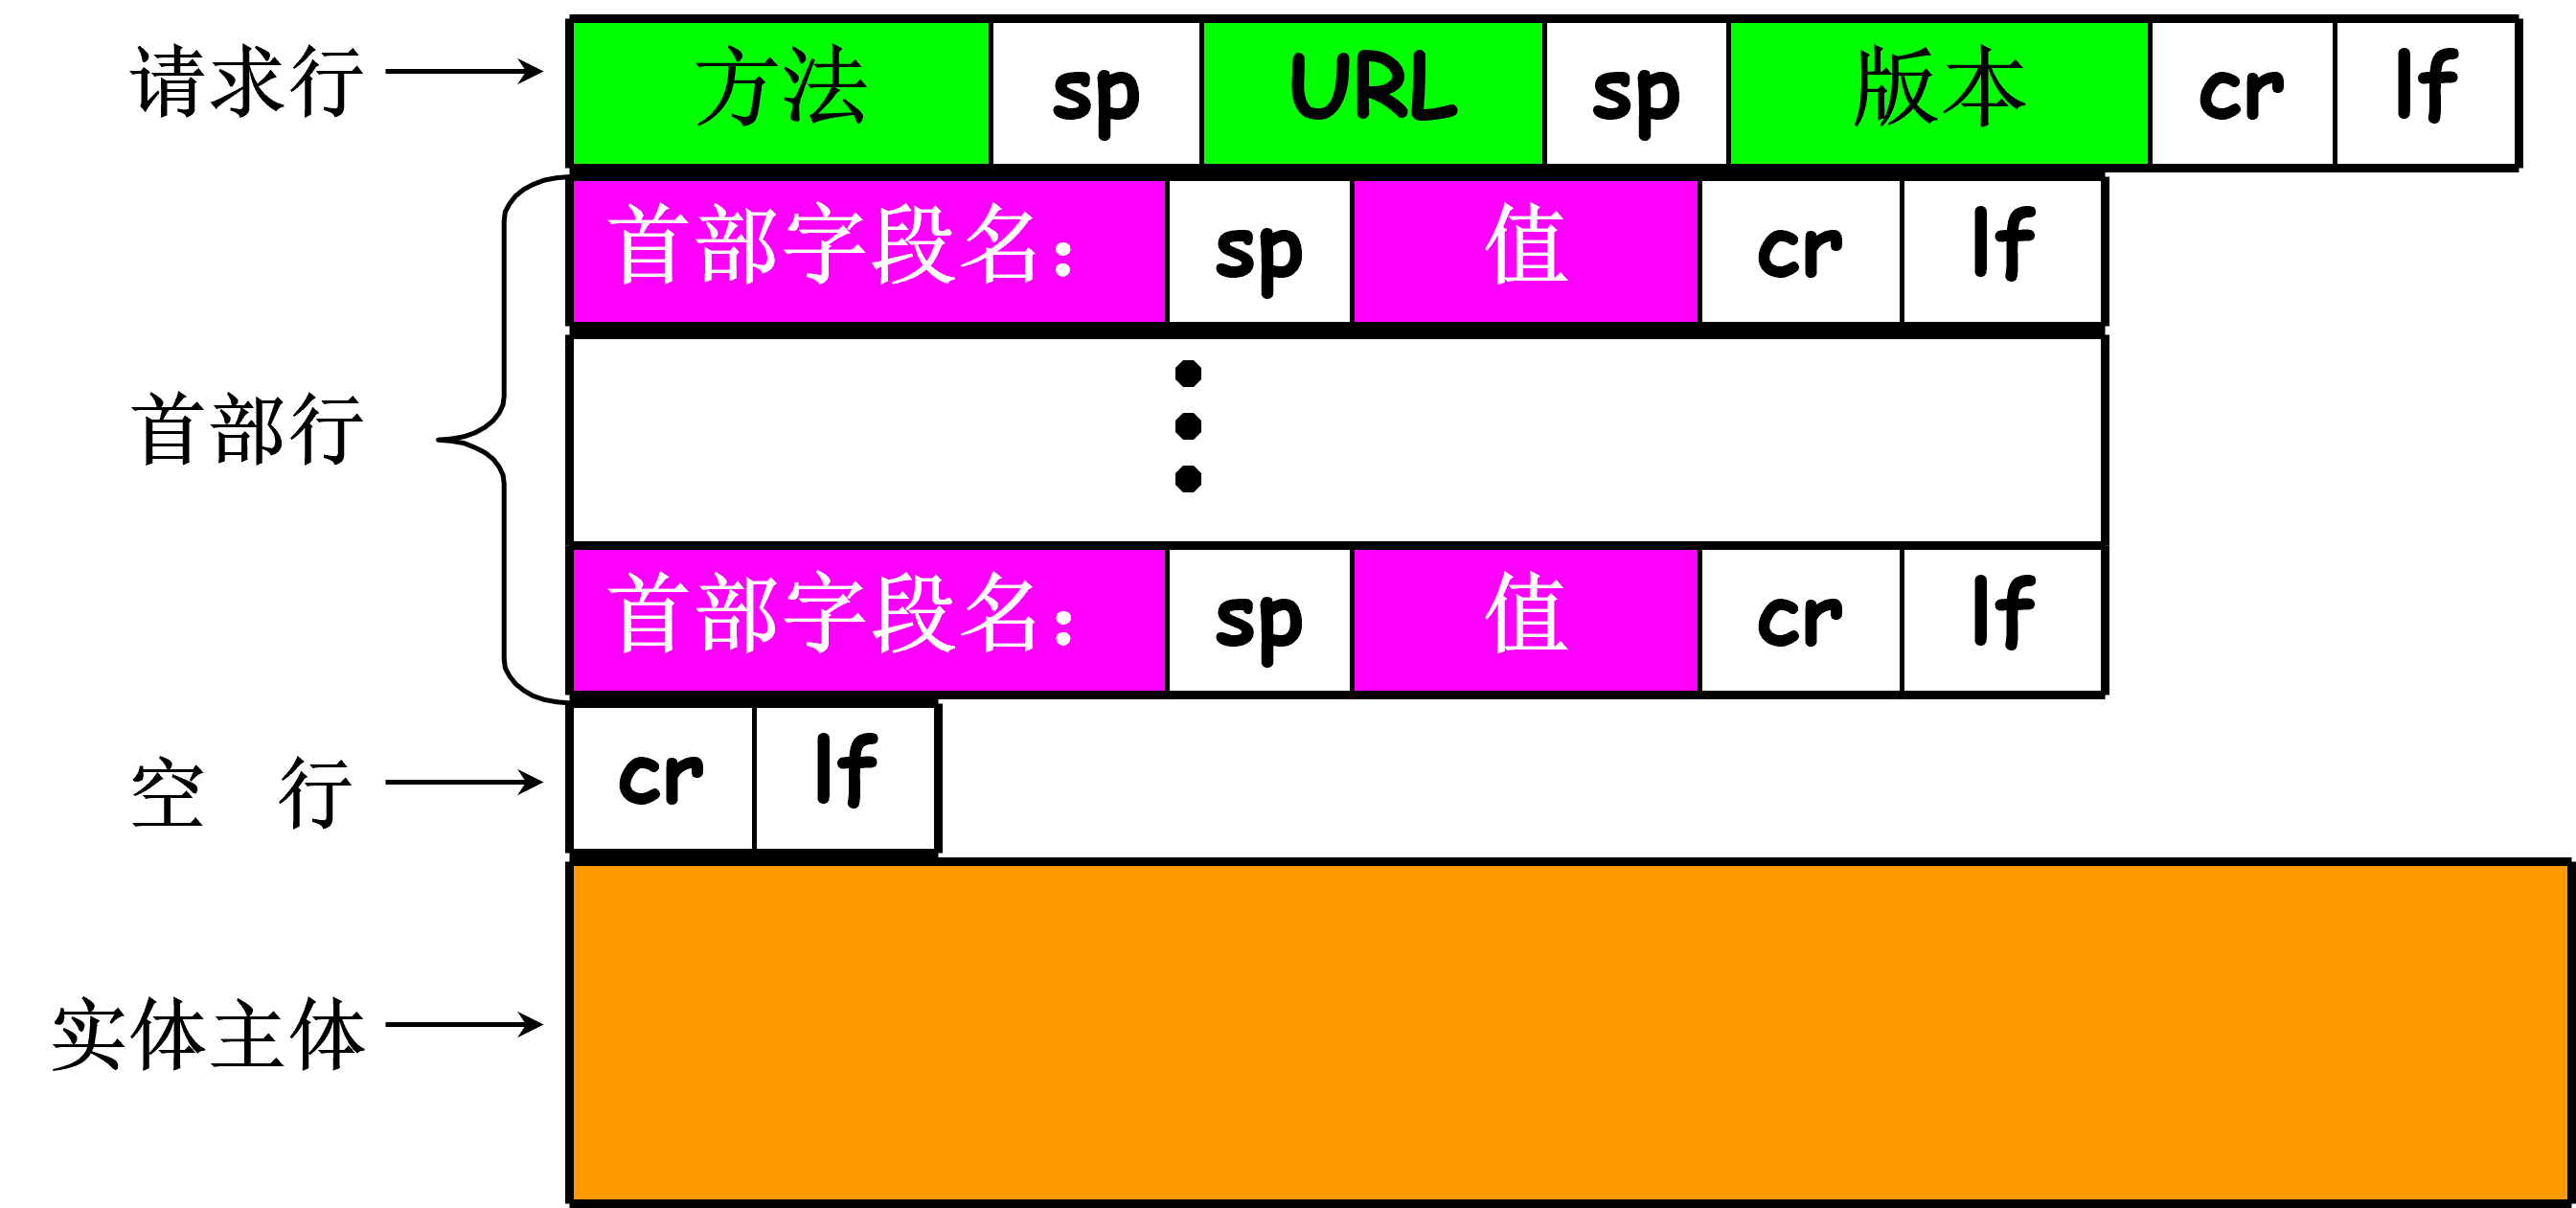 请求行 方法 sp URL sp 版本 cr lf
首部字段名： sp 值 cr lf
首部行
首部字段名： sp 值 cr lf
空 行 cr lf
实体主体